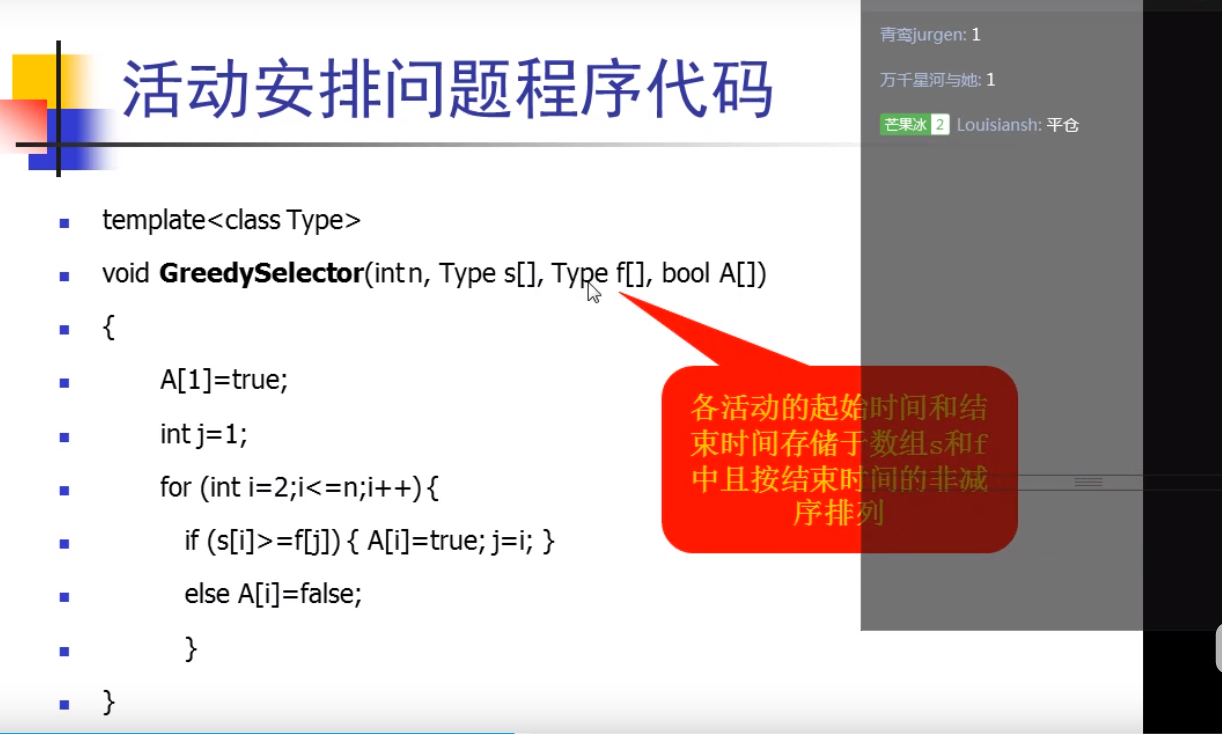 活动安排问题程序代码
template<class Type>
void GreedySelector(int n, Type s[], Type f[], bool A[])
{
A[1]=true;
int j=1;
for (int i=2;i<=n;i++) {
if (s[i]>=f[j]) { A[i]=true; j=i; }
else A[i]=false;
}
}
各活动的起始时间和结
束时间存储于数组s和f
中且按结束时间的非减
序排列
青鸾jurgen: 1
万千星河与她: 1
芒果冰 2 Louisiansh: 平仓